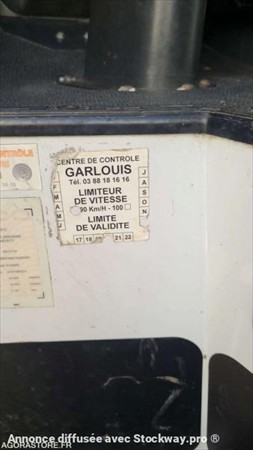 CENTRE DE CONTROLE
GARLOUIS
Tél. 03 88 18 16 16
LIMITEUR
DE VITESSE
90 Km/H - 100
LIMITE
DE VALIDITE
17 18 21 22
J A S O N
F M A M J
CONTRÔLE
AGORASTORE.FR
Annonce diffusée avec Stockway.pro ®